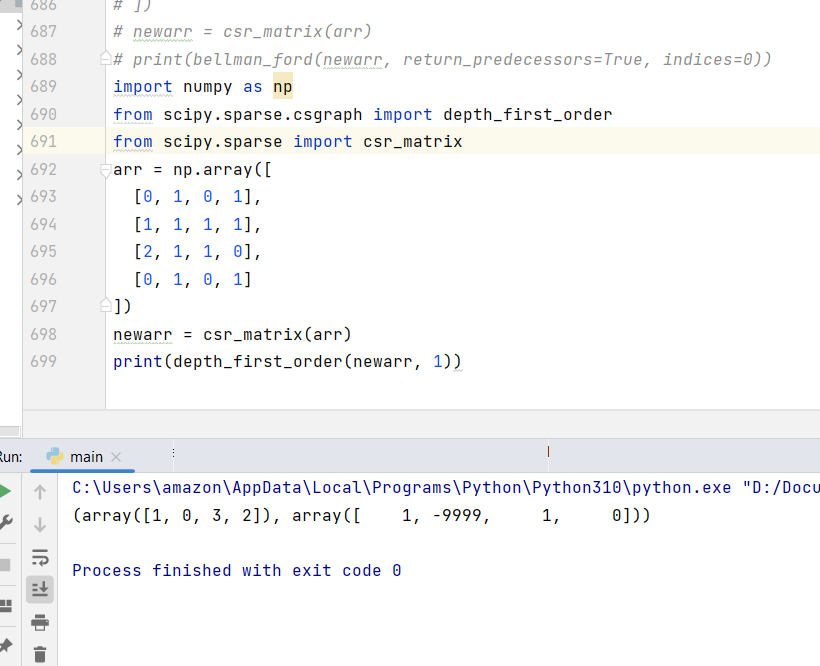 686 # ])
687 # newarr = csr_matrix(arr)
688 # print(bellman_ford(newarr, return_predecessors=True, indices=0))
689 import numpy as np
690 from scipy.sparse.csgraph import depth_first_order
691 from scipy.sparse import csr_matrix
692 arr = np.array([
693 [0, 1, 0, 1],
694 [1, 1, 1, 1],
695 [2, 1, 1, 0],
696 [0, 1, 0, 1]
697 ])
698 newarr = csr_matrix(arr)
699 print(depth_first_order(newarr, 1))
Run: main
C:\Users\amazon\AppData\Local\Programs\Python\Python310\python.exe "D:/Docu
(array([1, 0, 3, 2]), array([    1, -9999,     1,     0]))
Process finished with exit code 0